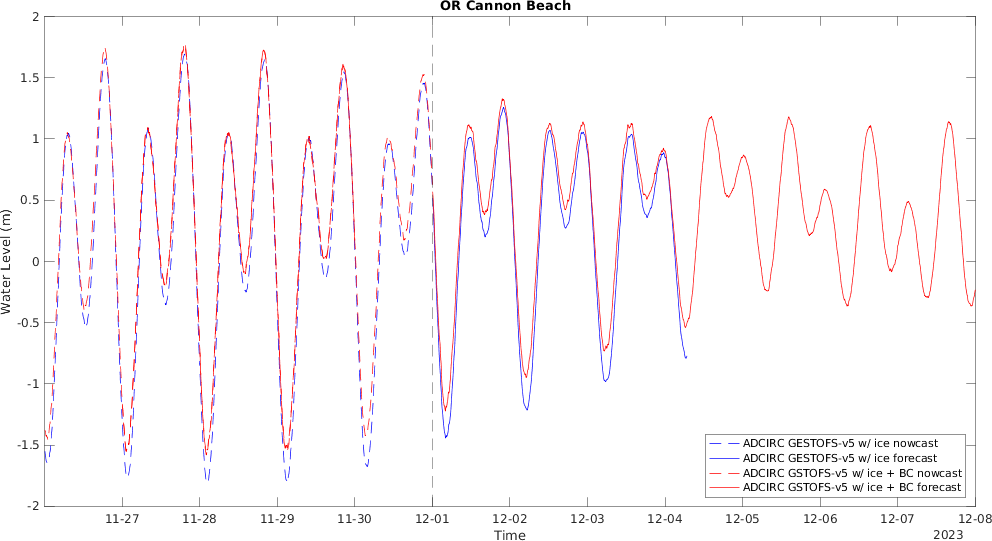 OR Cannon Beach
2
1.5
1
0.5
0
-0.5
-1
-1.5
-2
Water Level (m)
ADCIRC GESTOFS-v5 w/ ice nowcast
ADCIRC GESTOFS-v5 w/ ice forecast
ADCIRC GSTOFS-v5 w/ ice + BC nowcast
ADCIRC GSTOFS-v5 w/ ice + BC forecast
11-27 11-28 11-29 11-30 12-01 12-02 12-03 12-04 12-05 12-06 12-07 12-08
Time
2023